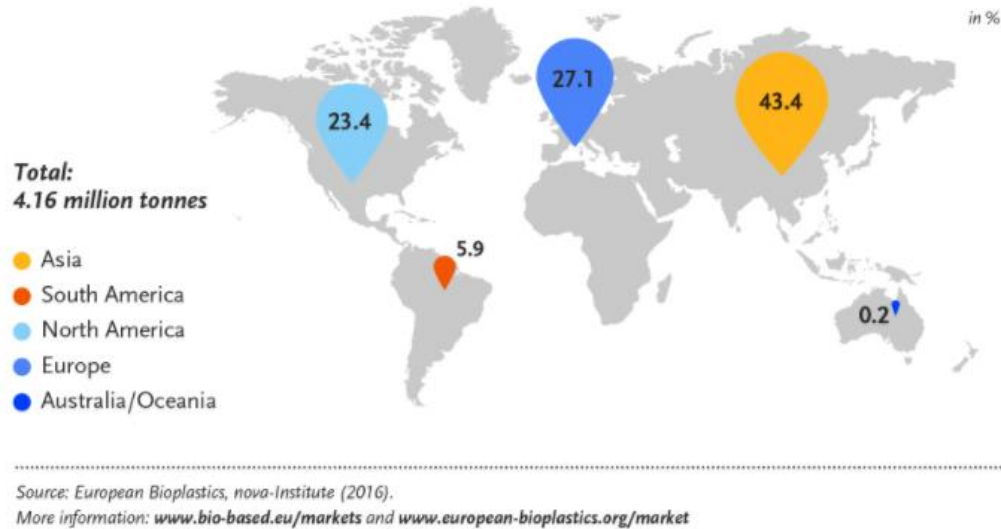 in %
27.1
43.4
23.4
Total:
4.16 million tonnes
5.9
Asia
South America
0.2
North America
Europe
Australia/Oceania
Source: European Bioplastics, nova-Institute (2016).
More information: www.bio-based.eu/markets and www.european-bioplastics.org/market